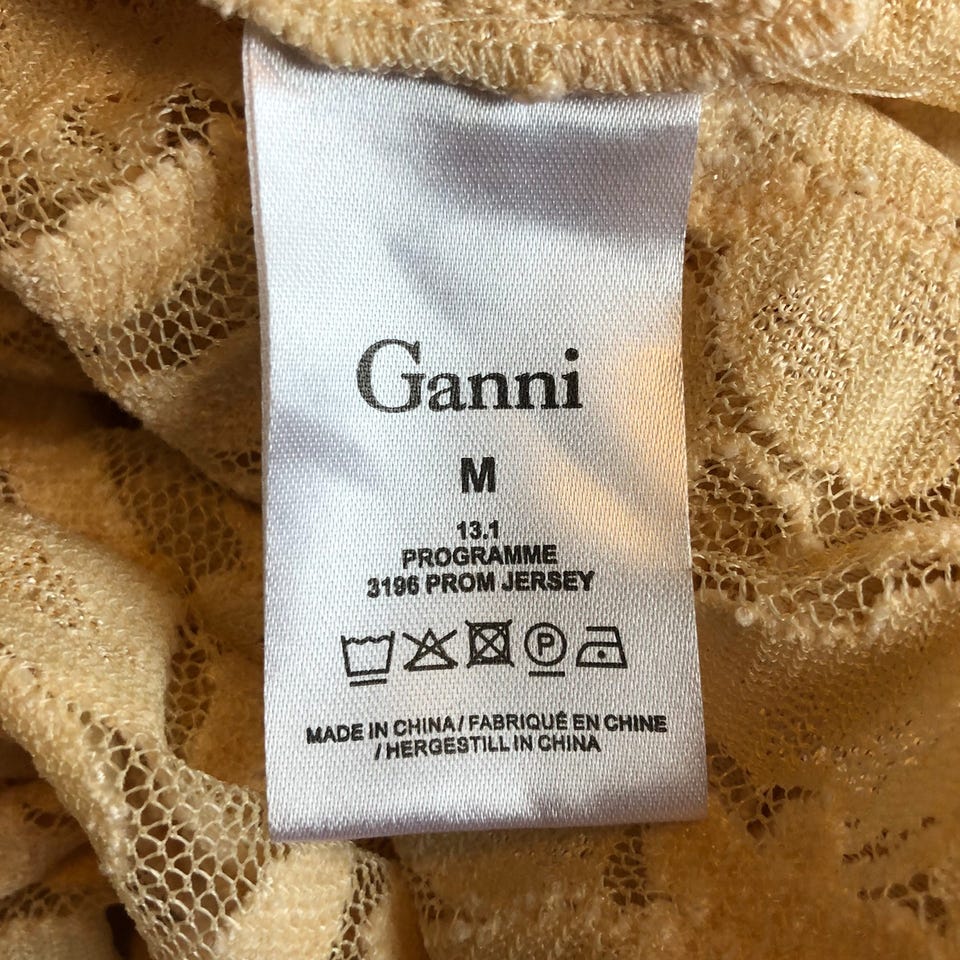 Ganni
M
13.1
PROGRAMME
3196 PROM JERSEY
P
MADE IN CHINA / FABRIQUÉ EN CHINE
/ HERGESTILL IN CHINA